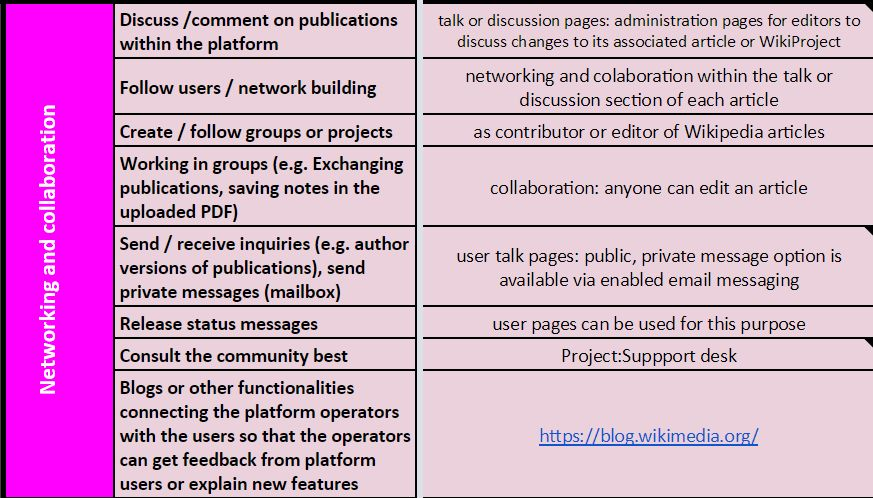 Networking and collaboration
Discuss /comment on publications
within the platform
talk or discussion pages: administration pages for editors to
discuss changes to its associated article or WikiProject
Follow users / network building
networking and colaboration within the talk or
discussion section of each article
Create / follow groups or projects
as contributor or editor of Wikipedia articles
Working in groups (e.g. Exchanging
publications, saving notes in the
uploaded PDF)
collaboration: anyone can edit an article
Send / receive inquiries (e.g. author
versions of publications), send
private messages (mailbox)
user talk pages: public, private message option is
available via enabled email messaging
Release status messages
user pages can be used for this purpose
Consult the community best
Project:Suppport desk
Blogs or other functionalities
connecting the platform operators
with the users so that the operators
can get feedback from platform
users or explain new features
https://blog.wikimedia.org/